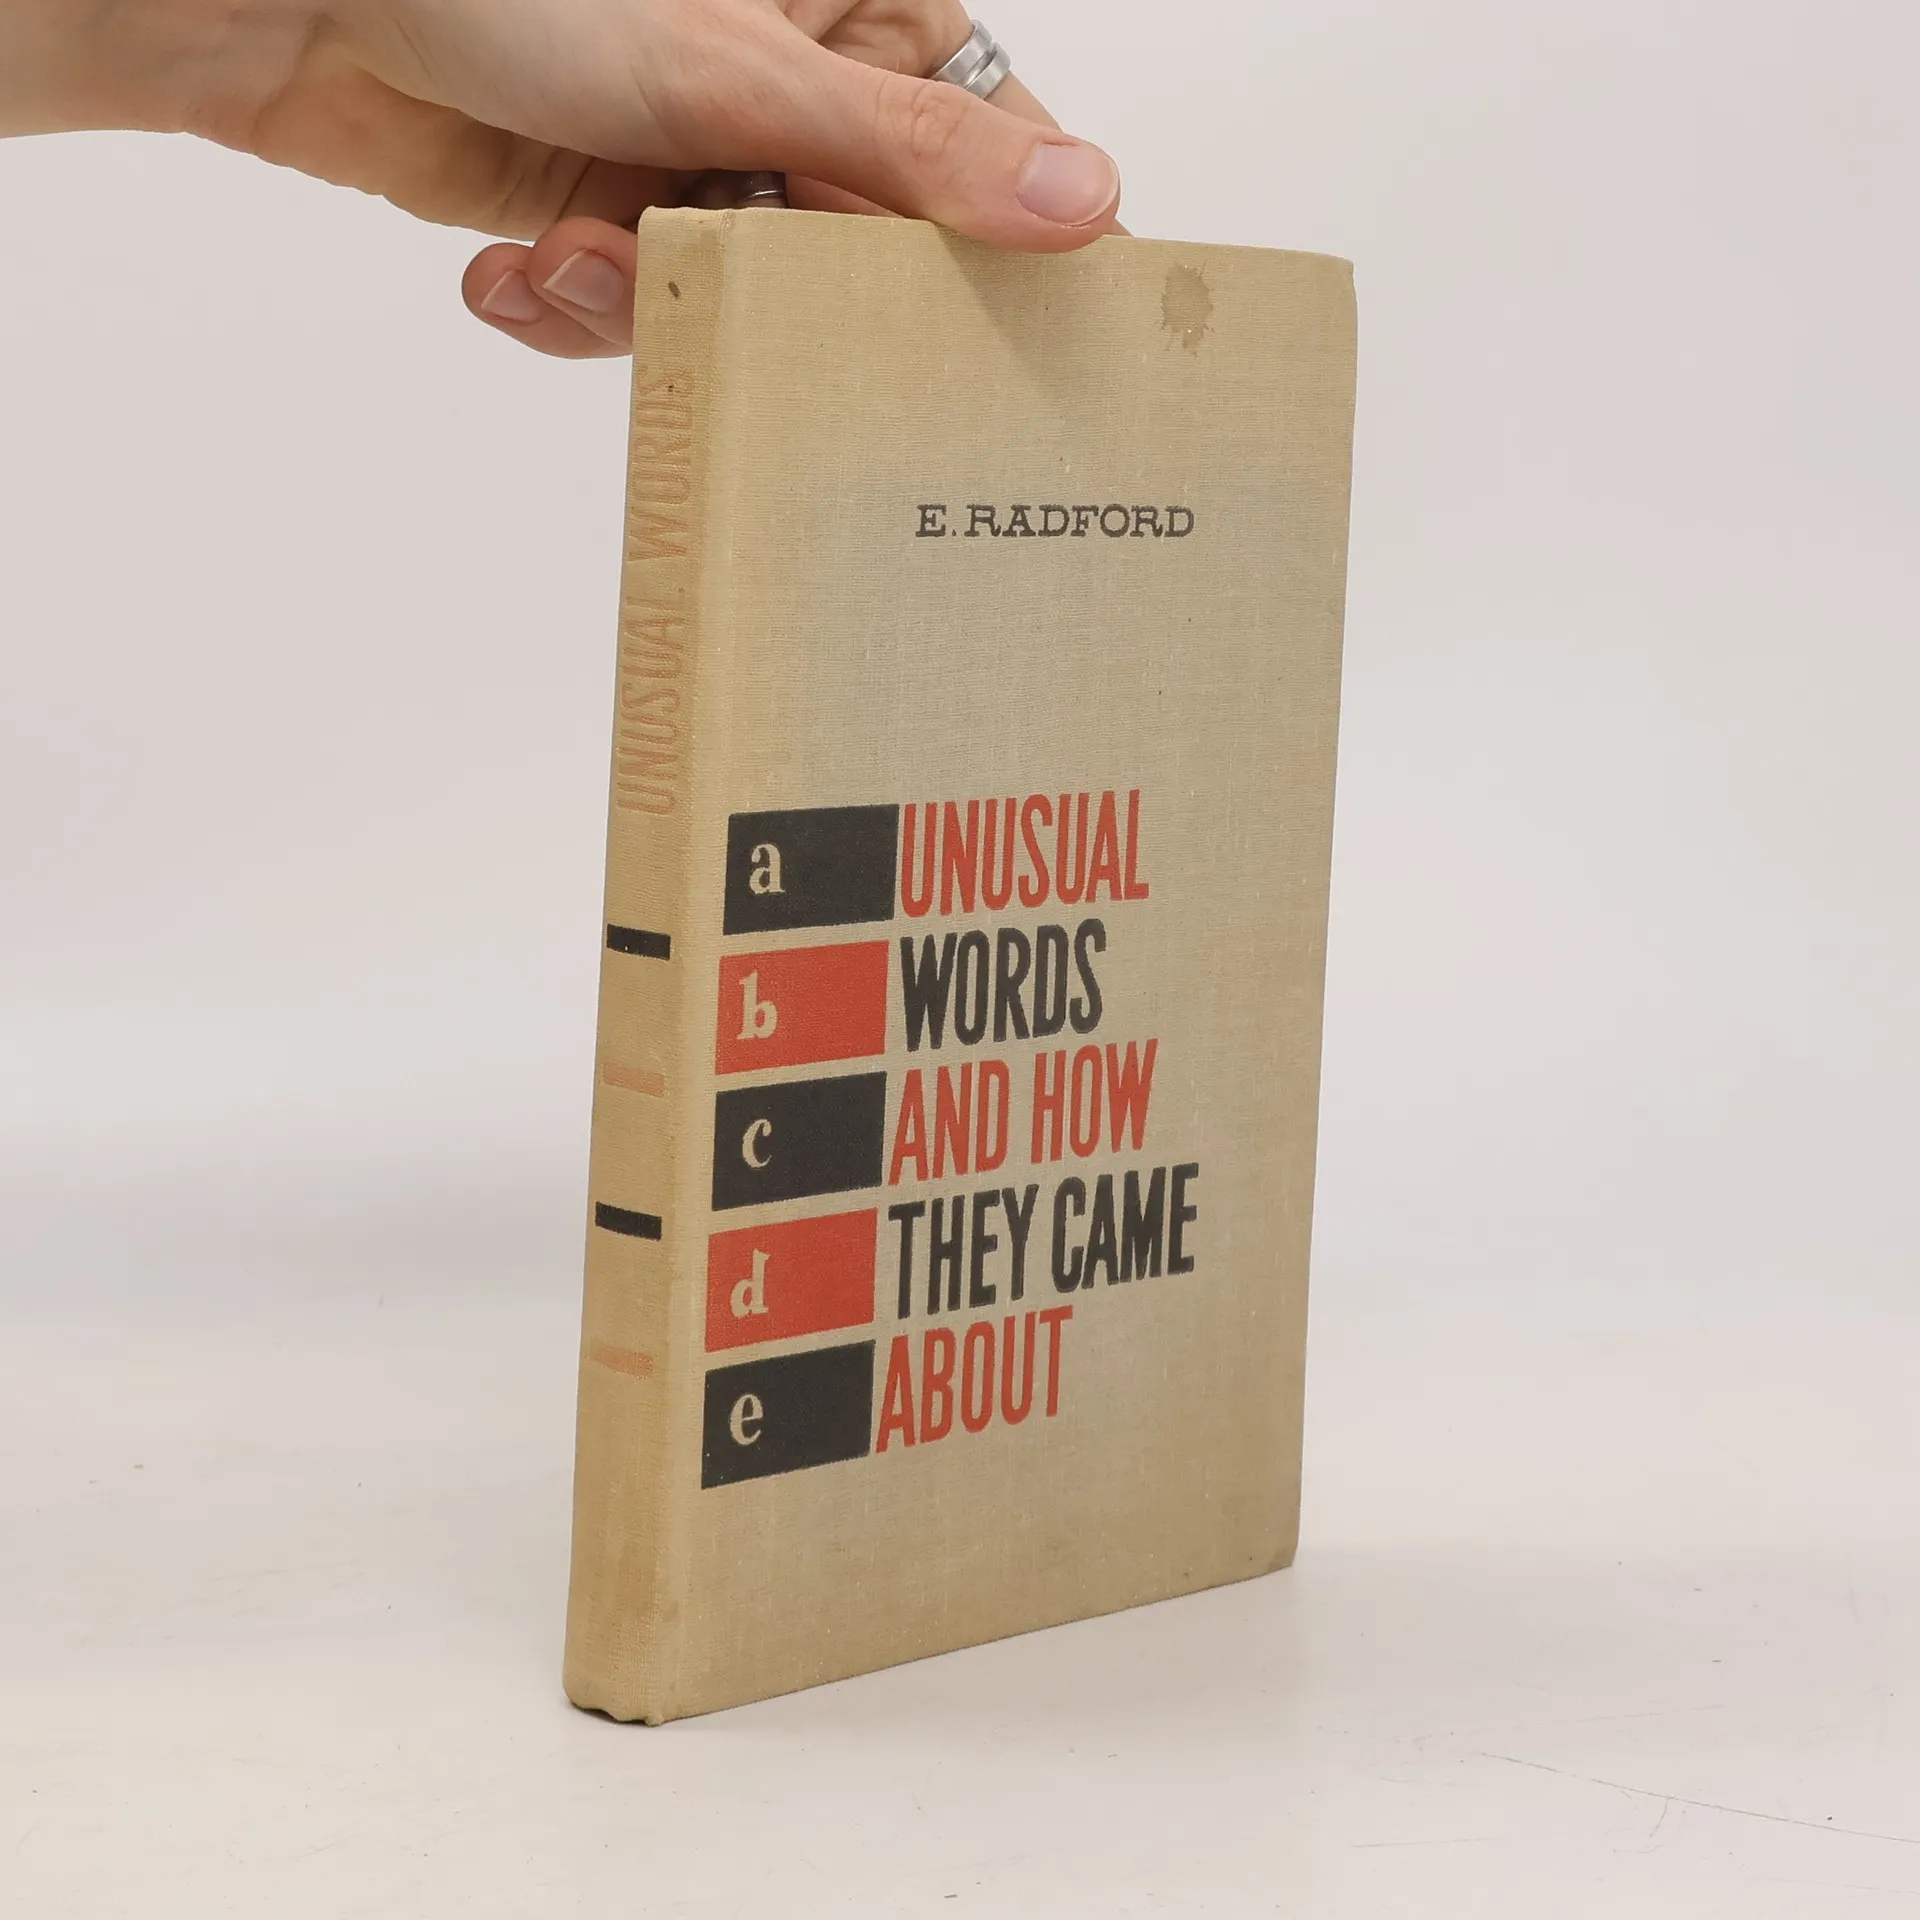 UNUSUAL WORDS
E. RADFORD
a UNUSUAL
b WORDS
c AND HOW
d THEY CAME
e ABOUT